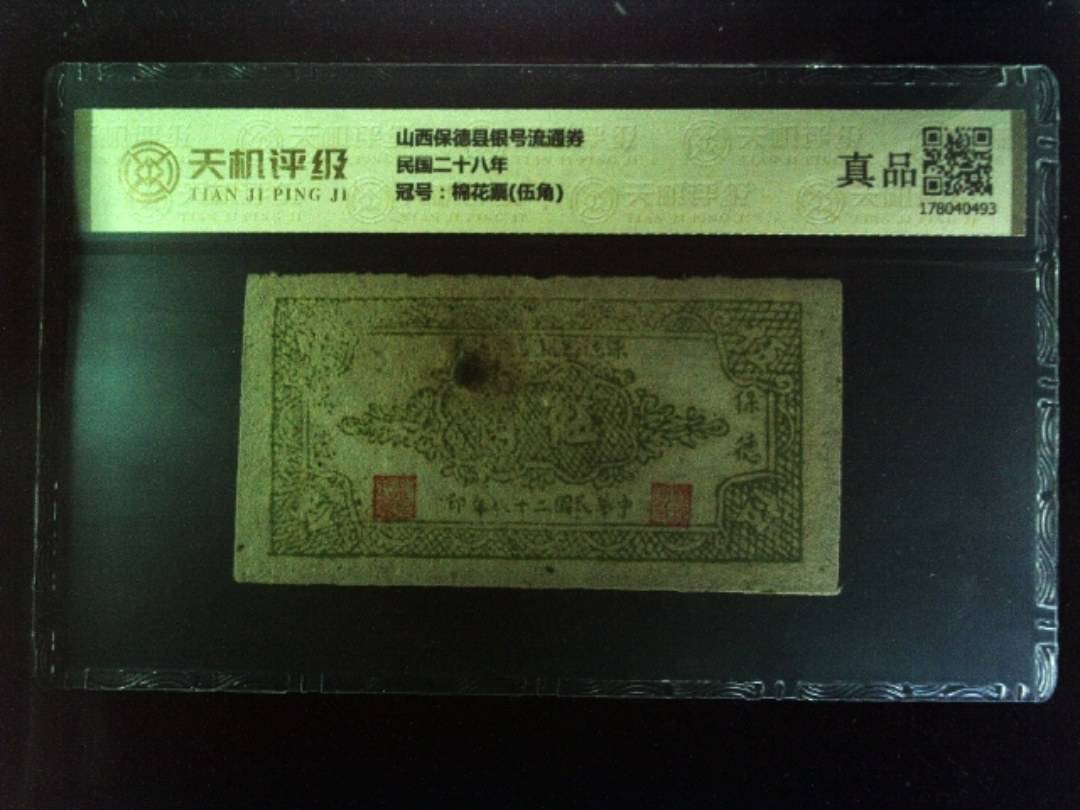 天机评级
TIAN JI PING JI
山西保德县银号流通券
民国二十八年
冠号：棉花票(伍角)
真品
178040493
保
德
中華民國二十八年印